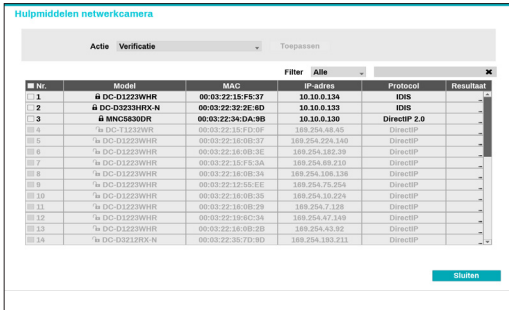 Hulpmiddelen netwerkcamera
Actie Verificatie Toepassen
Filter Alle
Nr. Model MAC IP-adres Protocol Resultaat
1 DC-D1223WHR 00:03:22:15:F5:37 10.10.0.134 IDIS _
2 DC-D3233HRX-N 00:03:22:32:2E:6D 10.10.0.133 IDIS _
3 MNC5830DR 00:03:22:34:DA:9B 10.10.0.130 DirectIP 2.0 _
4 DC-T1232WR 00:03:22:15:FD:0F 169.254.48.45 DirectIP _
5 DC-D1223WHR 00:03:22:16:0B:37 169.254.224.140 DirectIP _
6 DC-D1223WHR 00:03:22:16:0B:3E 169.254.182.39 DirectIP _
7 DC-D1223WHR 00:03:22:15:F5:3A 169.254.69.210 DirectIP _
8 DC-D1223WHR 00:03:22:16:0B:34 169.254.106.136 DirectIP _
9 DC-D1223WHR 00:03:22:12:55:EE 169.254.75.254 DirectIP _
10 DC-D1223WHR 00:03:22:16:0B:35 169.254.10.224 DirectIP _
11 DC-D1223WHR 00:03:22:16:0B:29 169.254.7.128 DirectIP _
12 DC-D1223WHR 00:03:22:19:6C:34 169.254.47.149 DirectIP _
13 DC-D1223WHR 00:03:22:16:0B:2B 169.254.43.92 DirectIP _
14 DC-D3212RX-N 00:03:22:35:7D:9D 169.254.193.211 DirectIP _
Sluiten